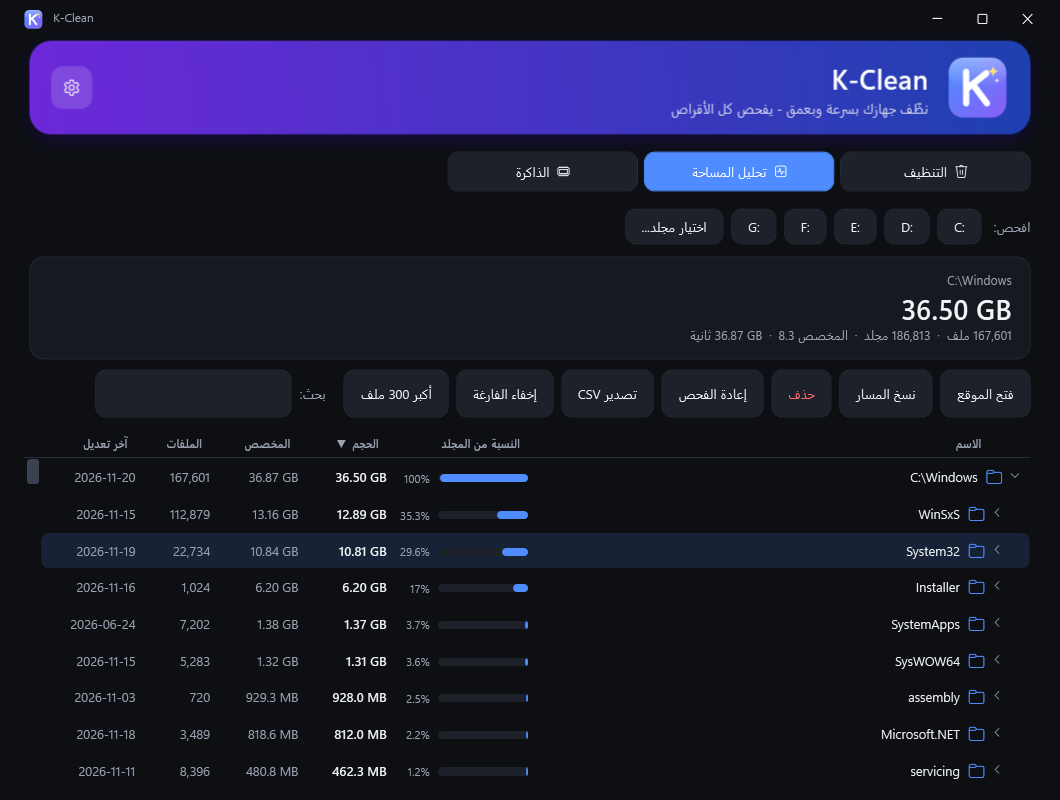 K-Clean
K-Clean
نظّف جهازك بسرعة وبعمق - يفحص كل الأقراص
التنظيف
تحليل المساحة
الذاكرة
افحص: C: D: E: F: G: اختيار مجلد...
C:\Windows
36.50 GB
167,601 ملف · 186,813 مجلد · المخصص 36.87 GB · 8.3 ثانية
فتح الموقع
نسخ المسار
حذف
إعادة الفحص
تصدير CSV
إخفاء الفارغة
أكبر 300 ملف
بحث:
الاسم النسبة من المجلد الحجم ▼ المخصص الملفات آخر تعديل
C:\Windows 100% 36.50 GB 36.87 GB 167,601 2026-11-20
WinSxS 35.3% 12.89 GB 13.16 GB 112,879 2026-11-15
System32 29.6% 10.81 GB 10.84 GB 22,734 2026-11-19
Installer 17% 6.20 GB 6.20 GB 1,024 2026-11-16
SystemApps 3.7% 1.37 GB 1.38 GB 7,202 2026-06-24
SysWOW64 3.6% 1.31 GB 1.32 GB 5,283 2026-11-15
assembly 2.5% 928.0 MB 929.3 MB 720 2026-11-03
Microsoft.NET 2.2% 812.0 MB 818.6 MB 3,489 2026-11-18
servicing 1.2% 462.3 MB 480.8 MB 8,396 2026-11-11